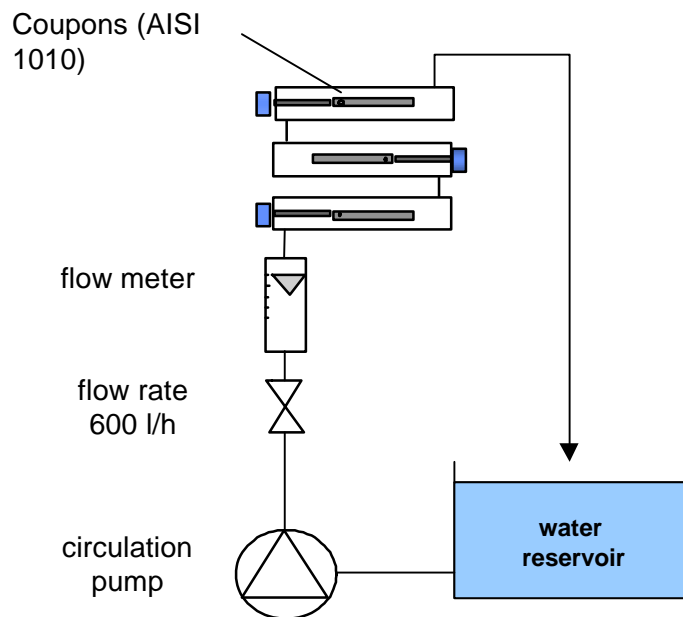 Coupons (AISI
1010)
flow meter
flow rate
600 l/h
circulation
pump
water
reservoir